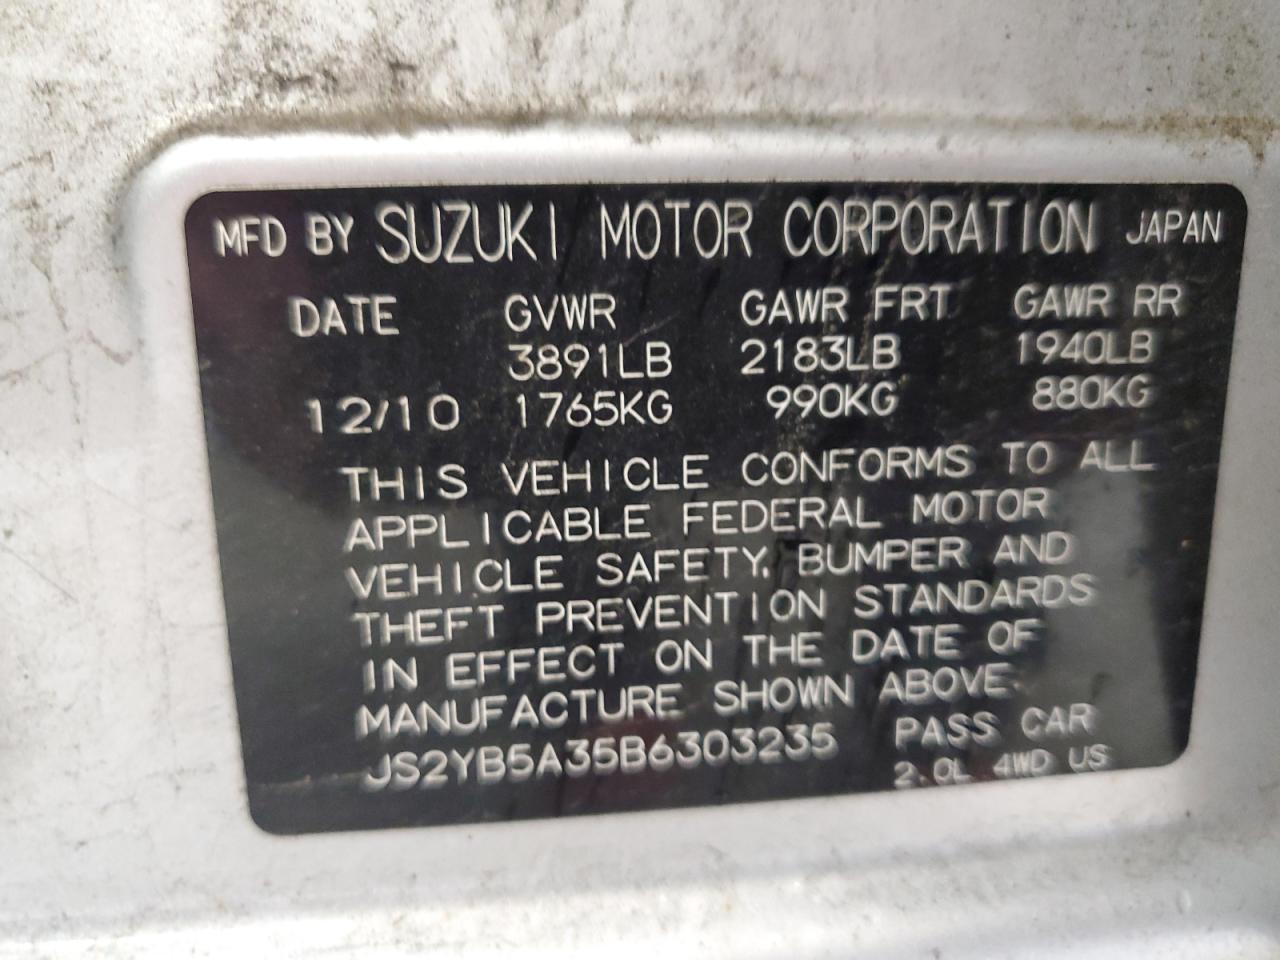 MFD BY SUZUKI MOTOR CORPORATION JAPAN
DATE GVWR GAWR FRT GAWR RR
3891LB 2183LB 1940LB
12/10 1765KG 990KG 880KG
THIS VEHICLE CONFORMS TO ALL
APPLICABLE FEDERAL MOTOR
VEHICLE SAFETY, BUMPER AND
THEFT PREVENTION STANDARDS
IN EFFECT ON THE DATE OF
MANUFACTURE SHOWN ABOVE.
JS2YB5A35B6303235 PASS CAR
2.0L 4WD US